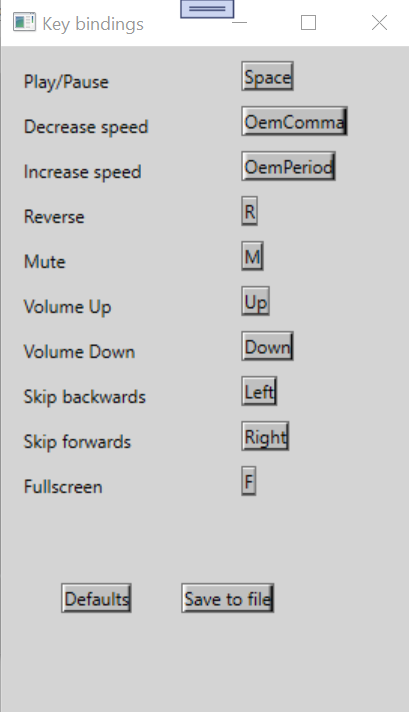 Key bindings
Play/Pause Space
Decrease speed OemComma
Increase speed OemPeriod
Reverse R
Mute M
Volume Up Up
Volume Down Down
Skip backwards Left
Skip forwards Right
Fullscreen F
Defaults Save to file